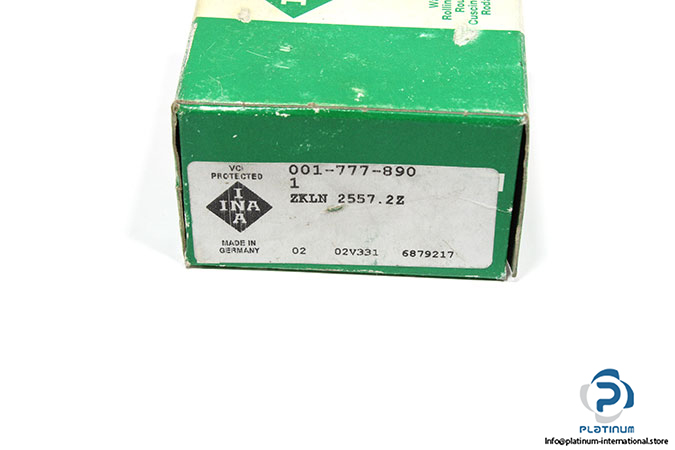 001-777-890
1
ZKLN 2557.2Z
VCI
PROTECTED
INA
INA
MADE IN
GERMANY
02 02V331 6879217
PLATINUM
Info@platinum-international.store